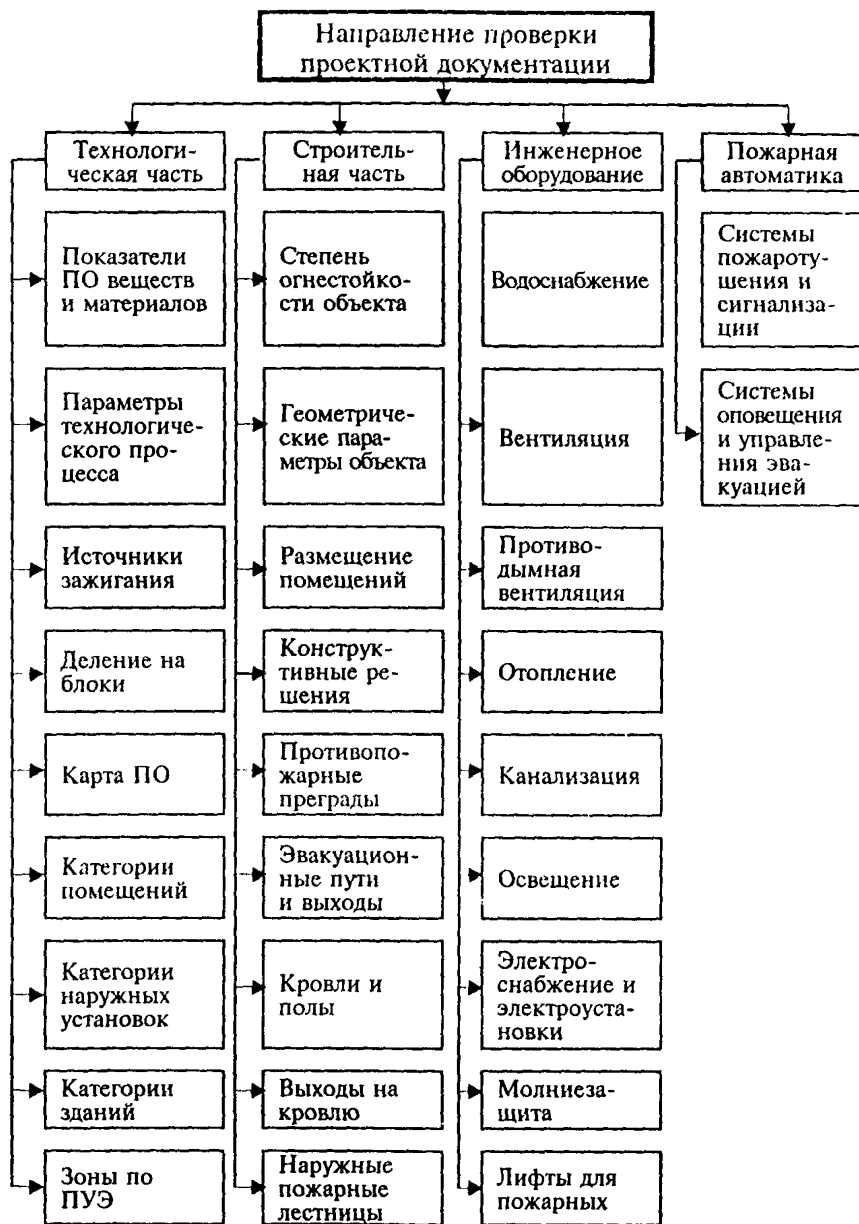 Направление проверки
проектной документации
Технологи-
ческая часть
Строитель-
ная часть
Инженерное
оборудование
Пожарная
автоматика
Показатели
ПО веществ
и материалов
Степень
огнестойко-
сти объекта
Водоснабжение
Системы
пожароту-
шения и
сигнализа-
ции
Параметры
технологиче-
ского про-
цесса
Геометриче-
ские пара-
метры объекта
Вентиляция
Системы
оповещения
и управле-
ния эва-
куацией
Источники
зажигания
Размещение
помещений
Противо-
дымная
вентиляция
Деление на
блоки
Конструк-
тивные ре-
шения
Отопление
Карта ПО
Противопо-
жарные
преграды
Канализация
Категории
помещений
Эвакуацион-
ные пути
и выходы
Освещение
Категории
наружных
установок
Кровли и
полы
Электро-
снабжение и
электроуста-
новки
Категории
зданий
Выходы на
кровлю
Молниеза-
щита
Зоны по
ПУЭ
Наружные
пожарные
лестницы
Лифты для
пожарных